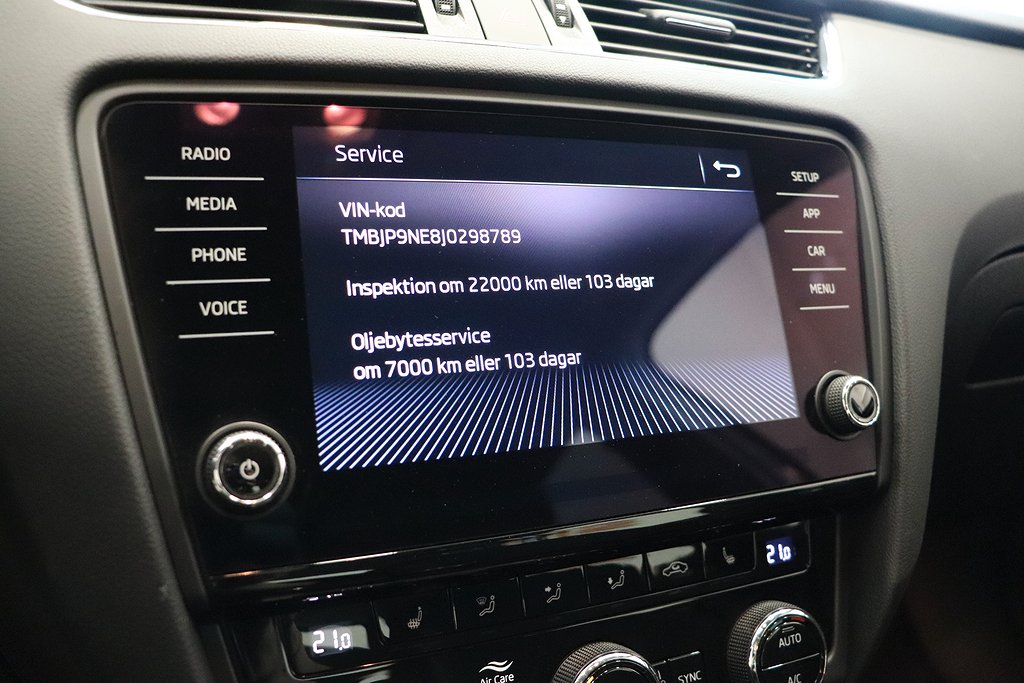 RADIO
MEDIA
PHONE
VOICE
Service
VIN-kod
TMBJP9NE8J0298789
Inspektion om 22000 km eller 103 dagar
Oljebytesservice
om 7000 km eller 103 dagar
SETUP
APP
CAR
MENU
21.0
21.0
Air Care
SYNC
AUTO
A/C